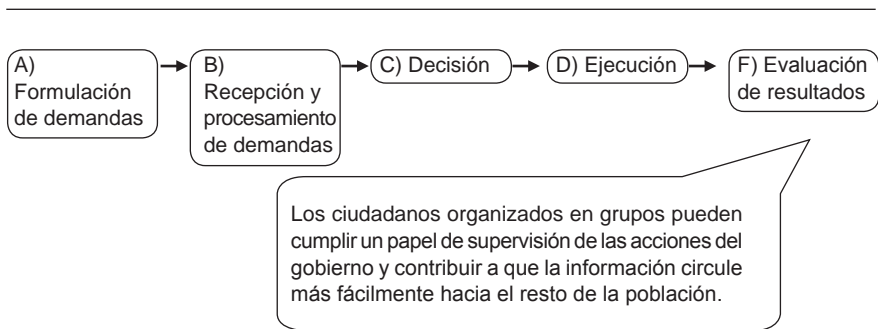 A)
Formulación
de demandas
B)
Recepción y
procesamiento
de demandas
C) Decisión
D) Ejecución
F) Evaluación
de resultados
Los ciudadanos organizados en grupos pueden
cumplir un papel de supervisión de las acciones del
gobierno y contribuir a que la información circule
más fácilmente hacia el resto de la población.